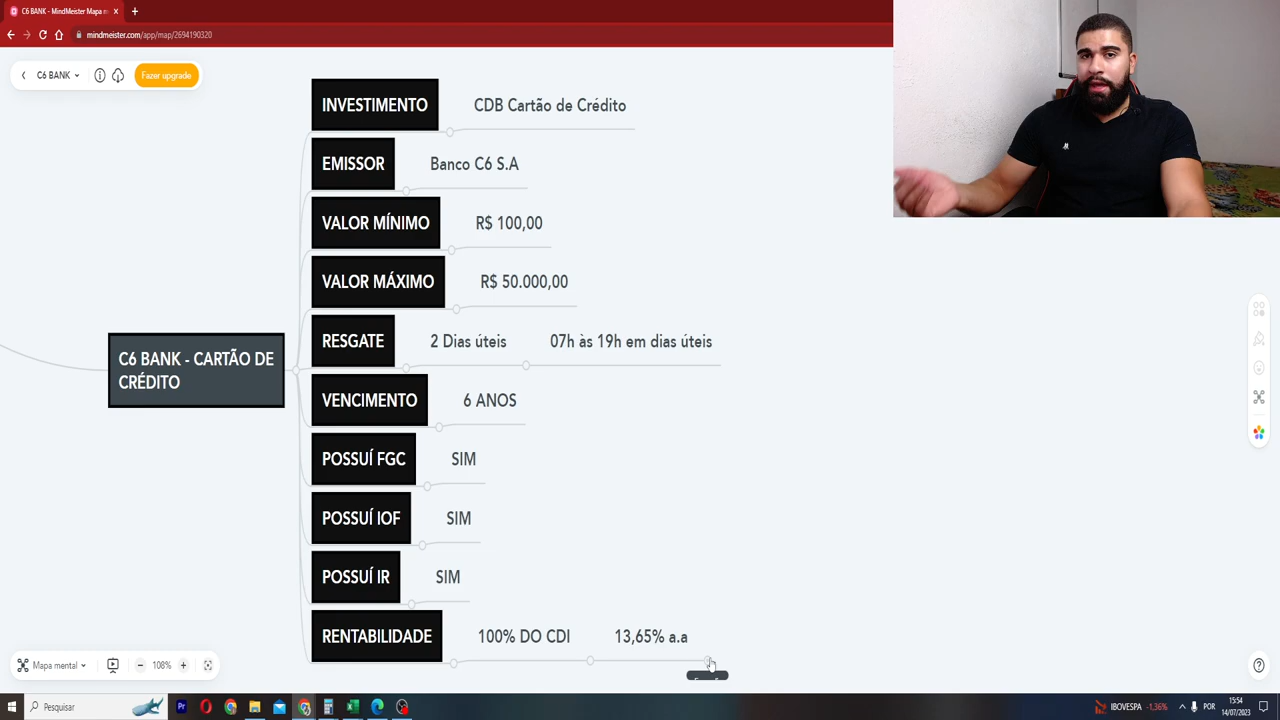 C6 BANK - MindMeister Mapa m
mindmeister.com/app/map/2694190320
C6 BANK
Fazer upgrade
INVESTIMENTO CDB Cartão de Crédito
EMISSOR Banco C6 S.A
VALOR MÍNIMO R$ 100,00
VALOR MÁXIMO R$ 50.000,00
C6 BANK - CARTÃO DE
CRÉDITO
RESGATE 2 Dias úteis 07h às 19h em dias úteis
VENCIMENTO 6 ANOS
POSSUÍ FGC SIM
POSSUÍ IOF SIM
POSSUÍ IR SIM
RENTABILIDADE 100% DO CDI 13,65% a.a
Mapa mental
108%
Pesquisar
IBOVESPA -1,36%
POR
15:54
14/07/2023